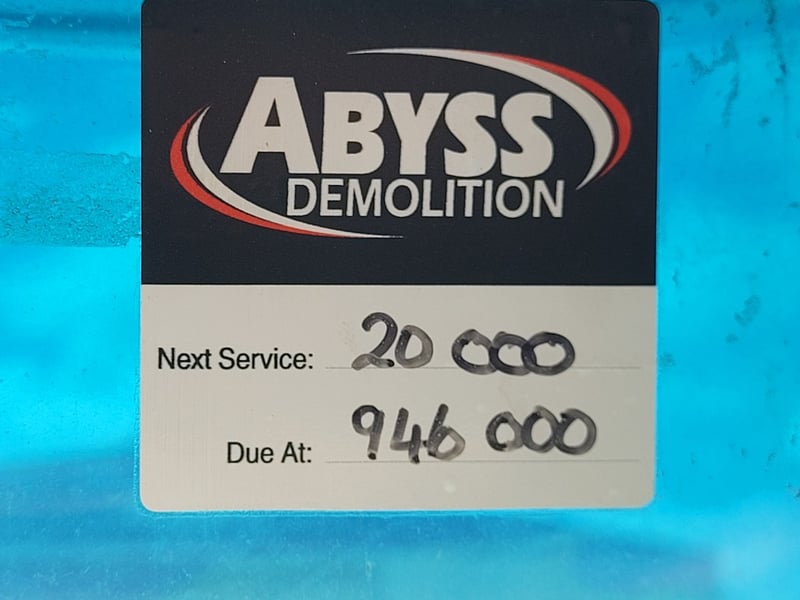 ABYSS
DEMOLITION
Next Service: 20 000
Due At: 946 000